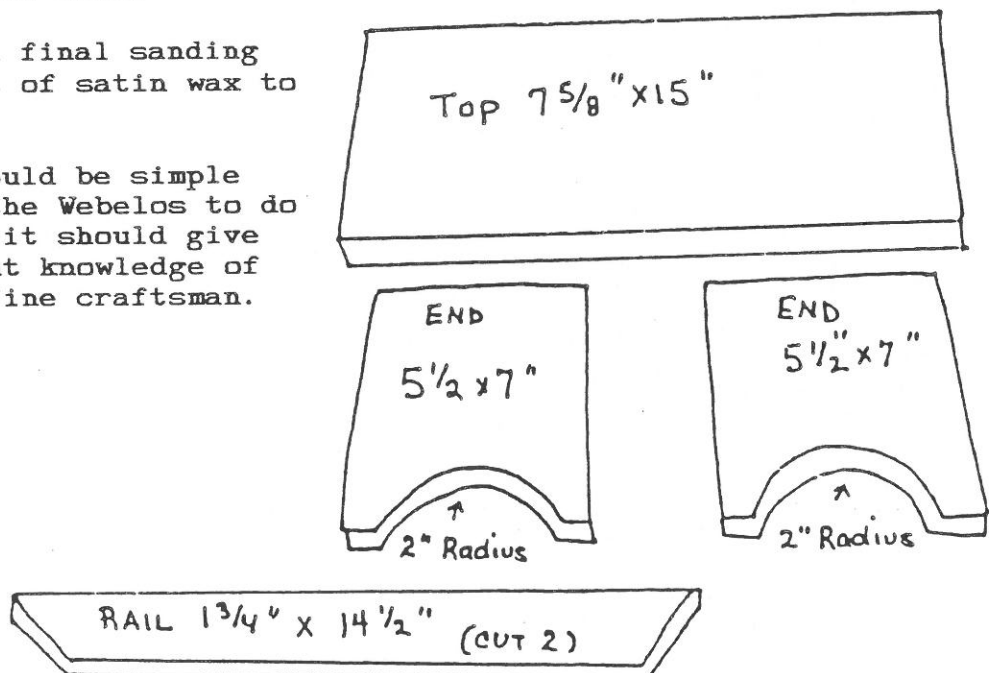 final sanding
of satin wax to
uld be simple
he Webelos to do
it should give
t knowledge of
ine craftsman.
Top 7 5/8" x 15"
END
5 1/2 x 7"
2" Radius
END
5 1/2" x 7"
2" Radius
RAIL 1 3/4" x 14 1/2" (CUT 2)